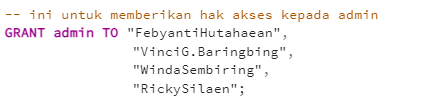 -- ini untuk memberikan hak akses kepada admin
GRANT admin TO "FebyantiHutahaean",
"VinciG.Baringbing",
"WindaSembiring",
"RickySilaen";